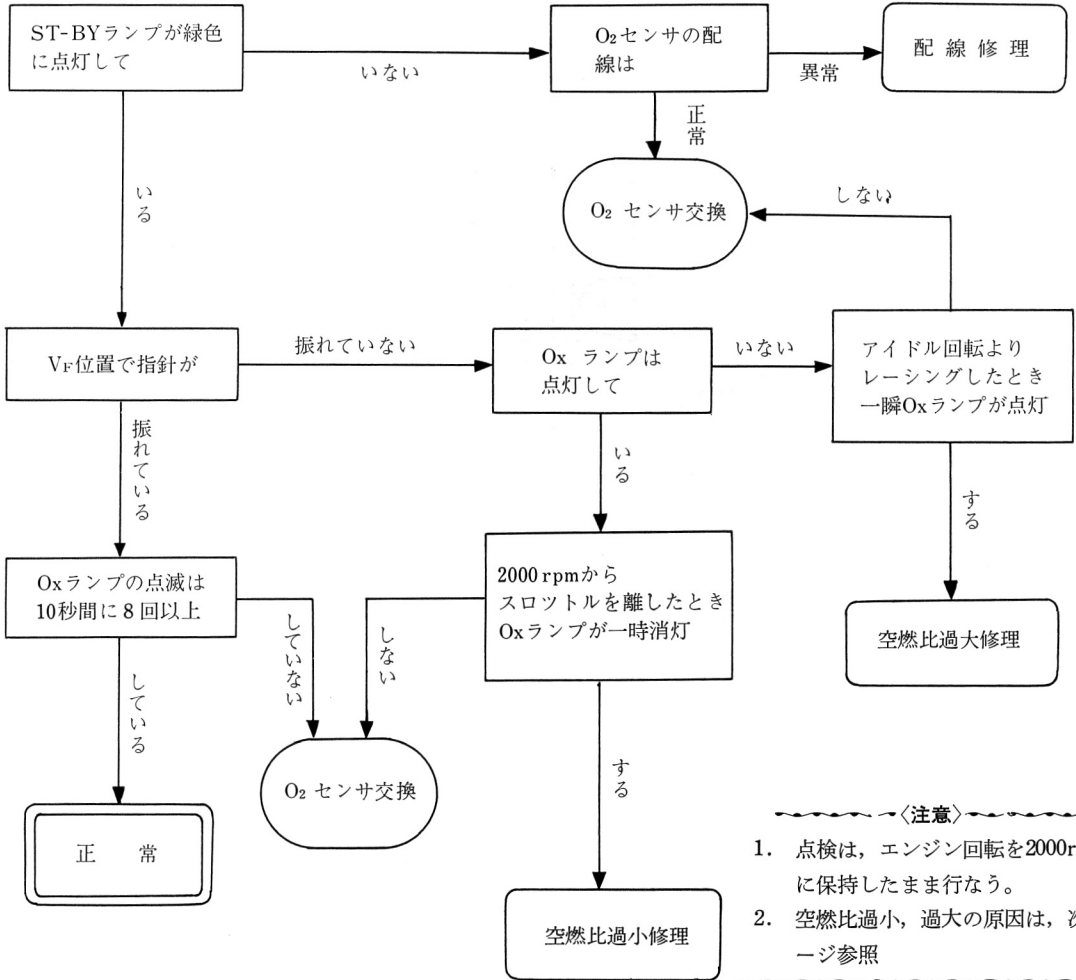 ST-BYランプが緑色
に点灯して
いない
O₂センサの配
線は
異常
配線修理
正常
O₂ センサ交換
しない
いる
VF位置で指針が
振れていない
Ox ランプは
点灯して
いない
アイドル回転より
レーシングしたとき
一瞬Oxランプが点灯
振れている
いる
する
Oxランプの点滅は
10秒間に8回以上
していない
しない
2000rpmから
スロツトルを離したとき
Oxランプが一時消灯
空燃比過大修理
している
O₂ センサ交換
する
正 常
空燃比過小修理
〈注意〉
1. 点検は，エンジン回転を2000r
に保持したまま行なう。
2. 空燃比過小，過大の原因は，
ージ参照